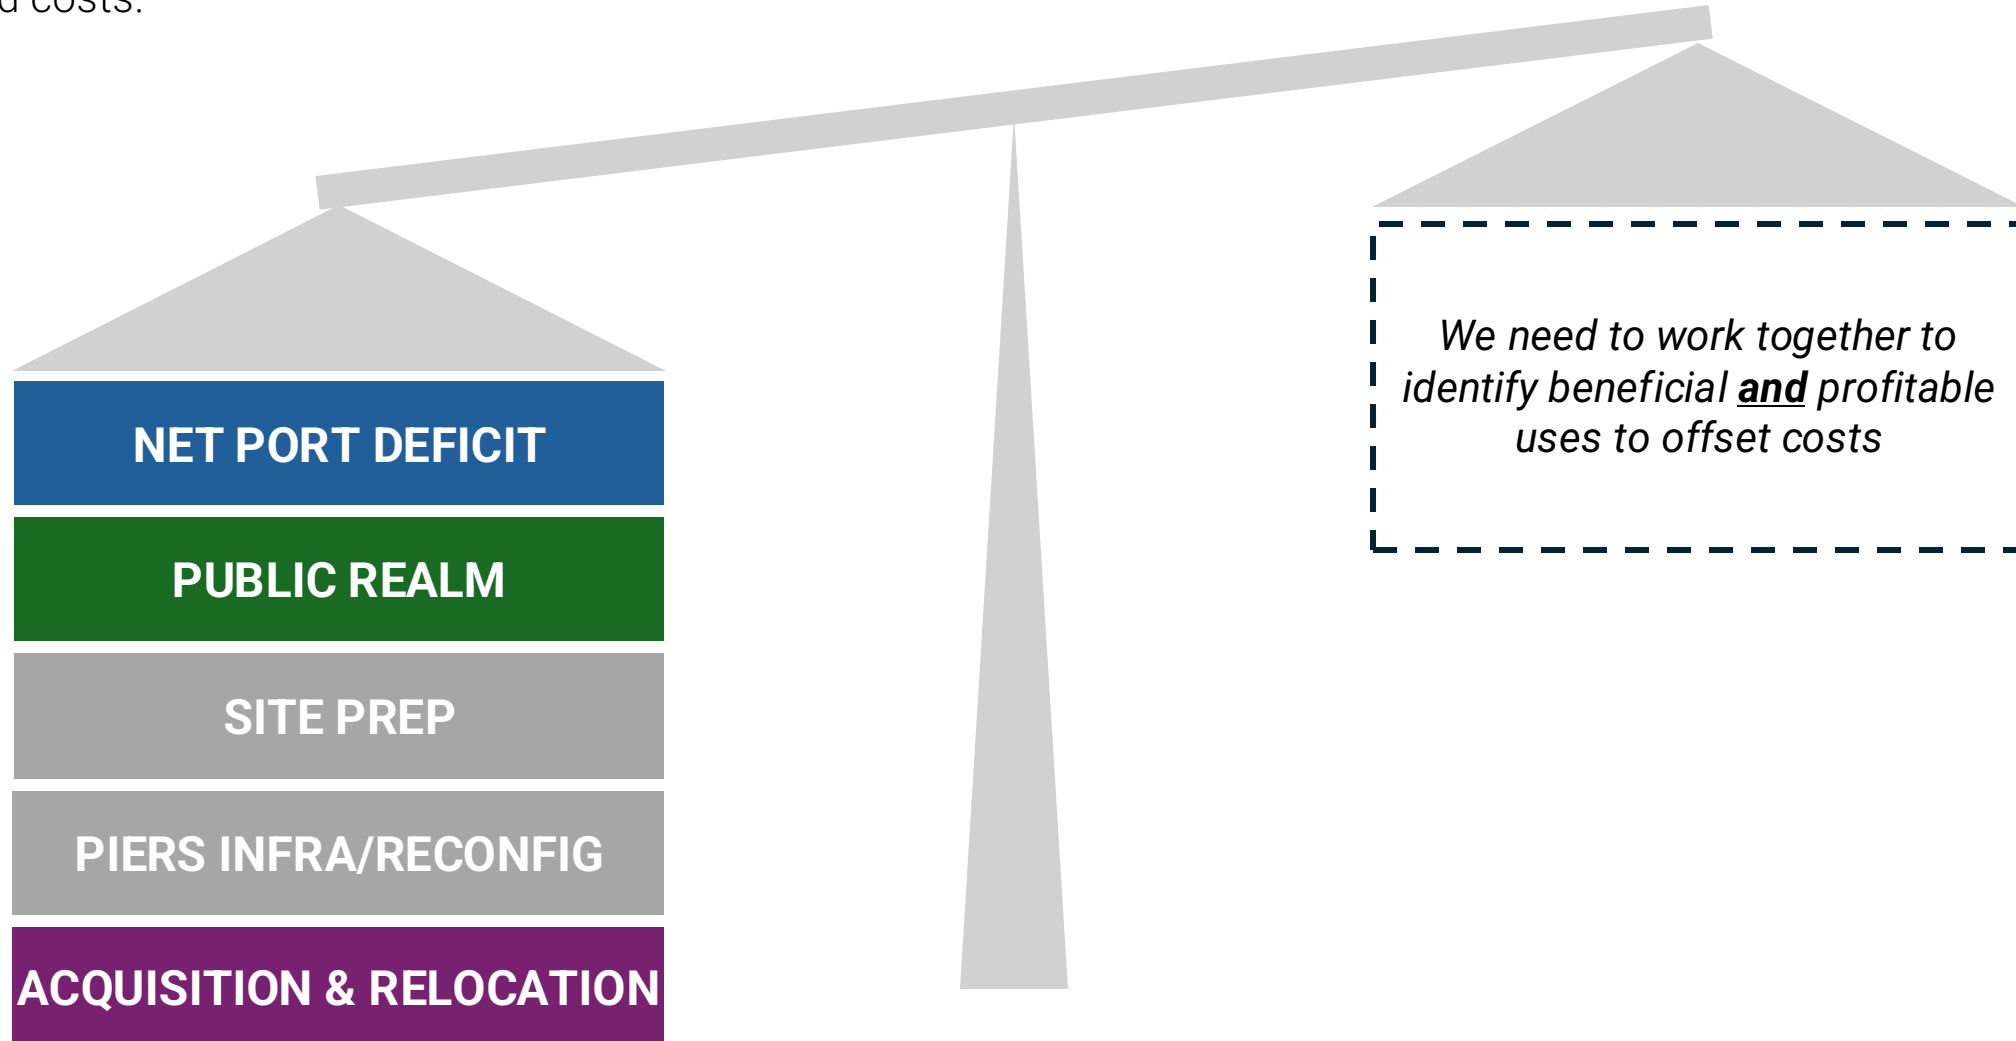 d costs.
We need to work together to
identify beneficial and profitable
uses to offset costs
NET PORT DEFICIT
PUBLIC REALM
SITE PREP
PIERS INFRA/RECONFIG
ACQUISITION & RELOCATION